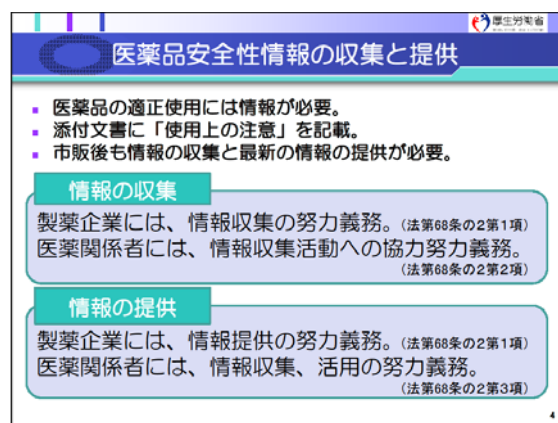 厚生労働省
医薬品安全性情報の収集と提供
医薬品の適正使用には情報が必要。
添付文書に「使用上の注意」を記載。
市販後も情報の収集と最新の情報の提供が必要。
情報の収集
製薬企業には、情報収集の努力義務。(法第68条の2第1項)
医薬関係者には、情報収集活動への協力努力義務。
(法第68条の2第2項)
情報の提供
製薬企業には、情報提供の努力義務。(法第68条の2第1項)
医薬関係者には、情報収集、活用の努力義務。
(法第68条の2第3項)
4